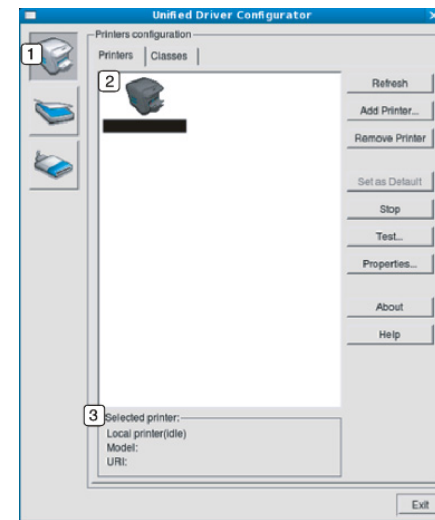 Unified Driver Configurator
Printers configuration
Printers Classes
1
2
Refresh
Add Printer...
Remove Printer
Set as Default
Stop
Test...
Properties...
About
Help
3
Selected printer:
Local printer(idle)
Model:
URI:
Exit